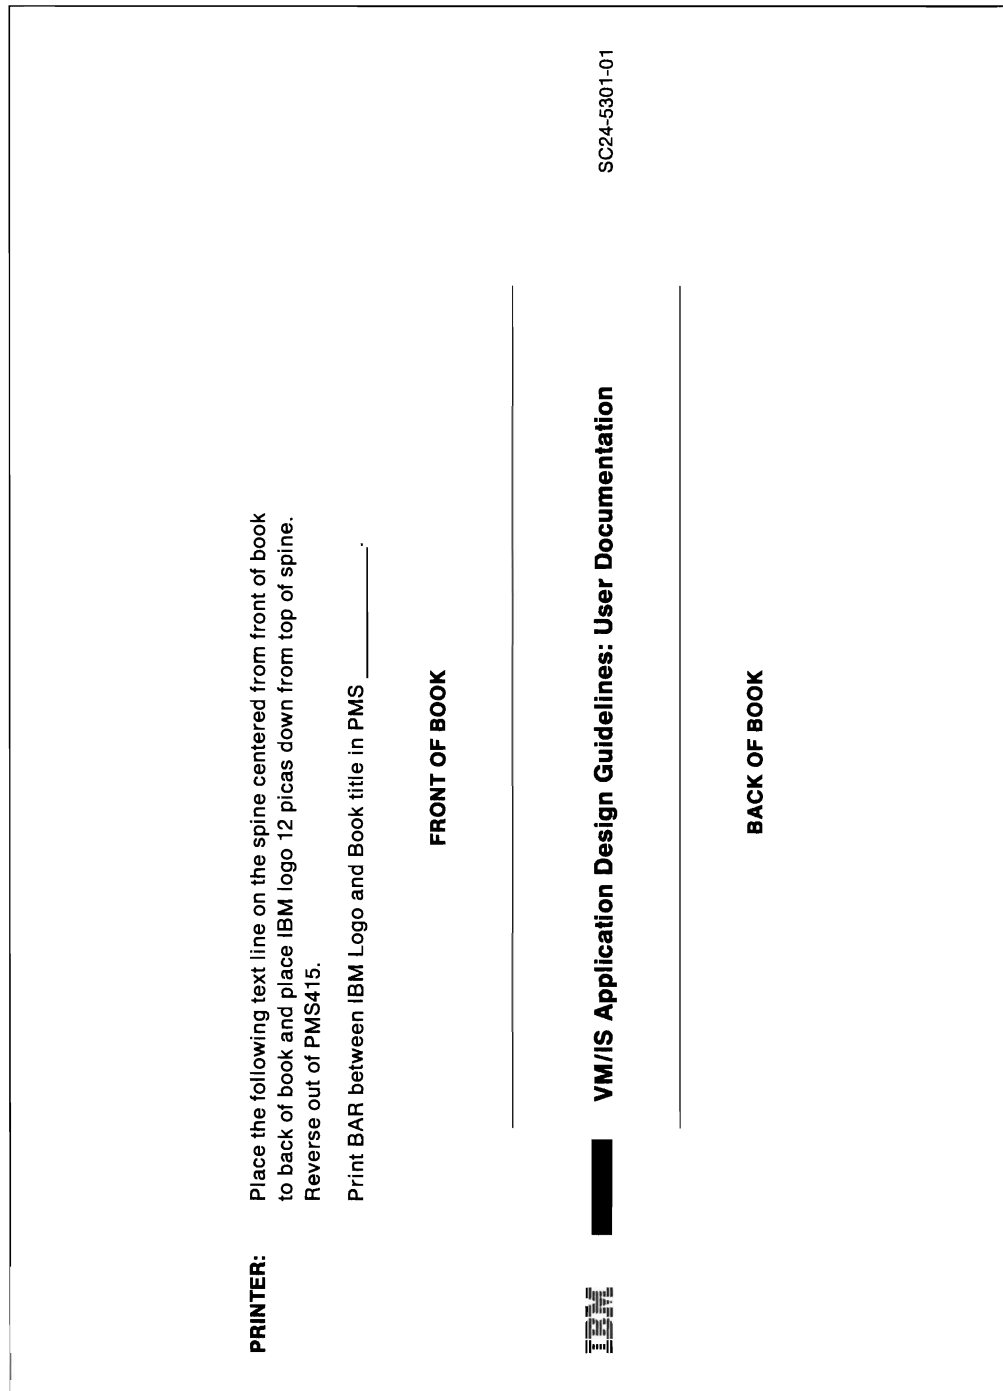 PRINTER: Place the following text line on the spine centered from front of book
to back of book and place IBM logo 12 picas down from top of spine.
Reverse out of PMS415.
Print BAR between IBM Logo and Book title in PMS __________.
FRONT OF BOOK
IBM VM/IS Application Design Guidelines: User Documentation SC24-5301-01
BACK OF BOOK